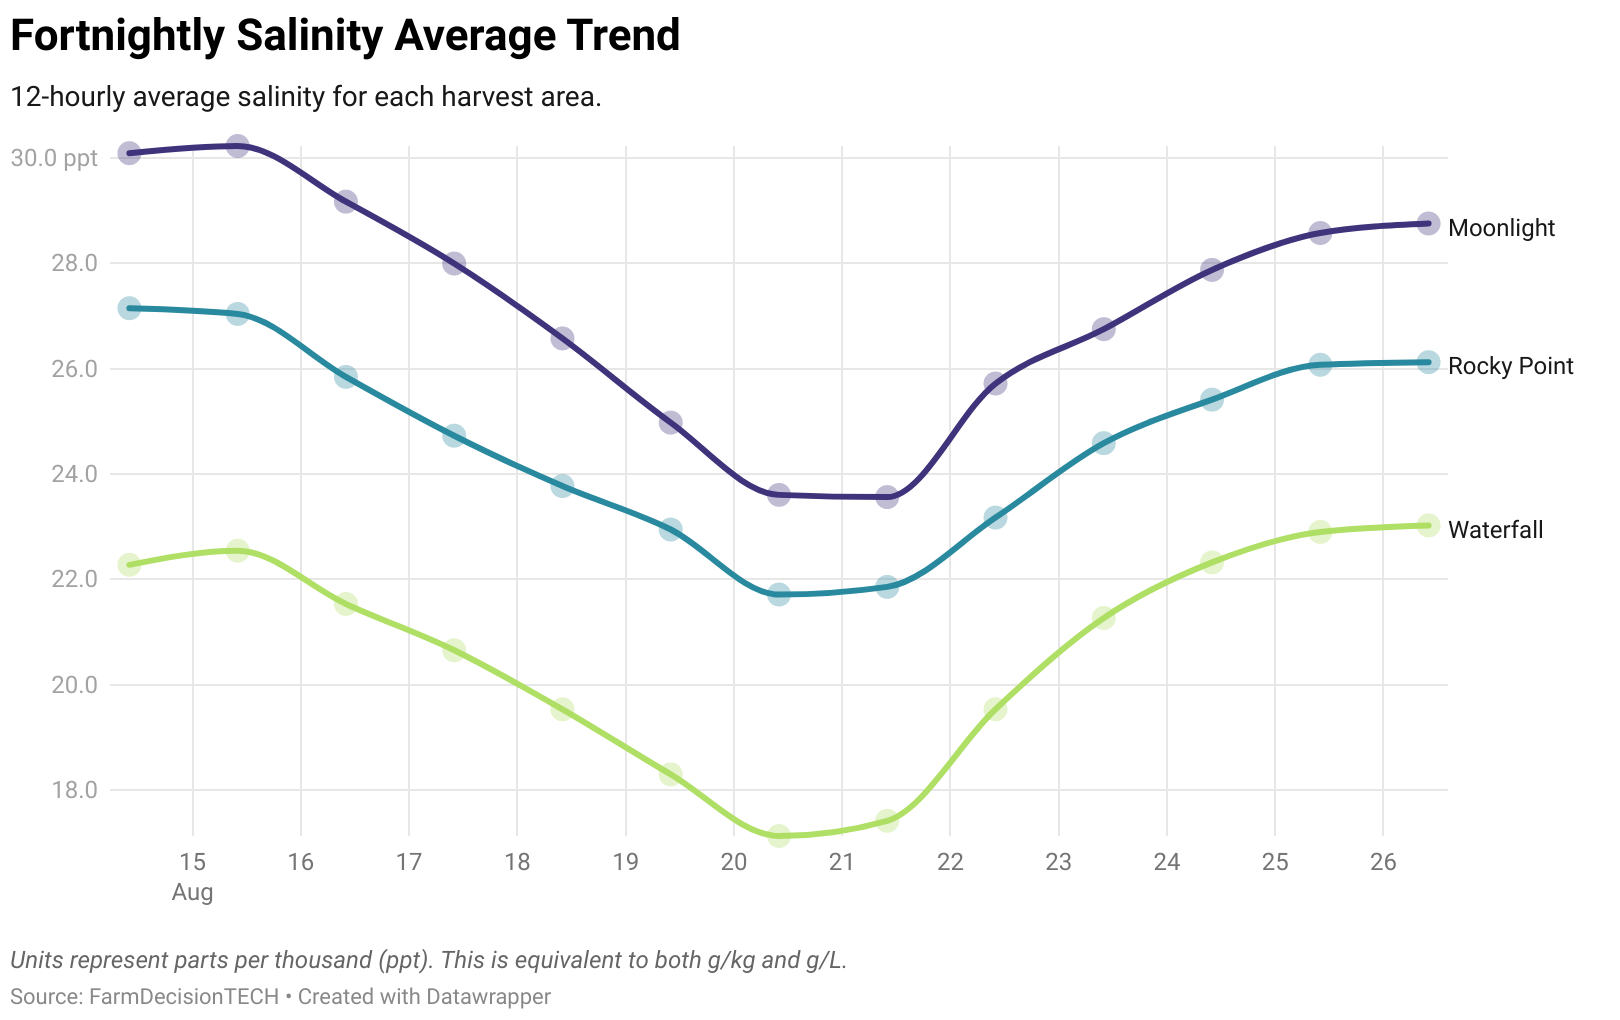 Fortnightly Salinity Average Trend
12-hourly average salinity for each harvest area.
30.0 ppt
28.0
26.0
24.0
22.0
20.0
18.0
Moonlight
Rocky Point
Waterfall
15 16 17 18 19 20 21 22 23 24 25 26
Aug
Units represent parts per thousand (ppt). This is equivalent to both g/kg and g/L.
Source: FarmDecisionTECH • Created with Datawrapper